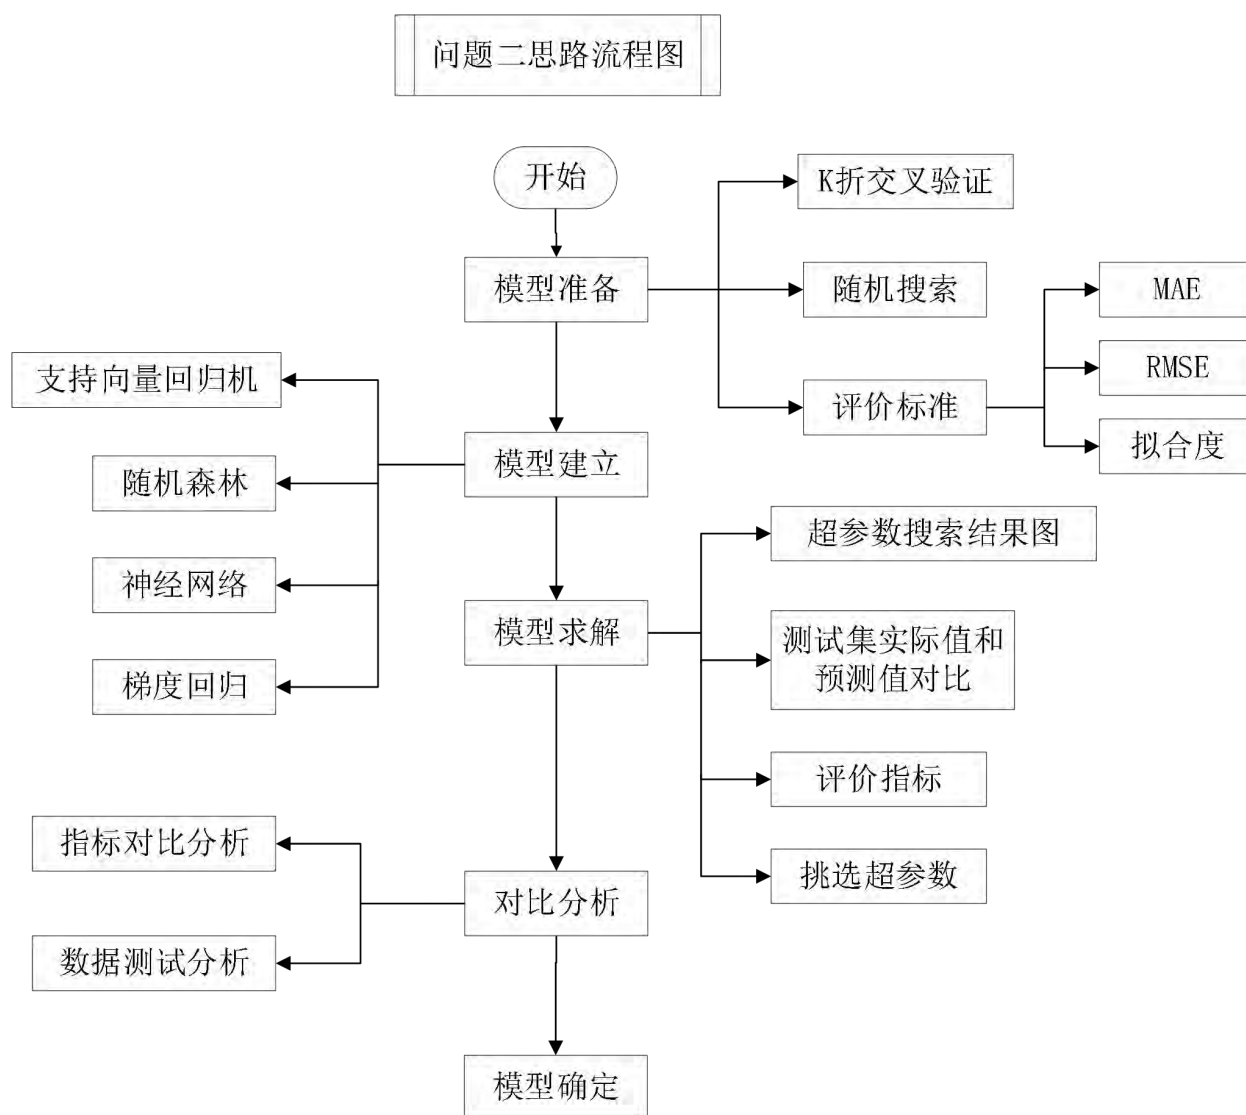 问题二思路流程图
开始
K折交叉验证
模型准备
随机搜索
MAE
RMSE
评价标准
拟合度
支持向量回归机
模型建立
随机森林
神经网络
梯度回归
超参数搜索结果图
模型求解
测试集实际值和
预测值对比
评价指标
挑选超参数
指标对比分析
对比分析
数据测试分析
模型确定